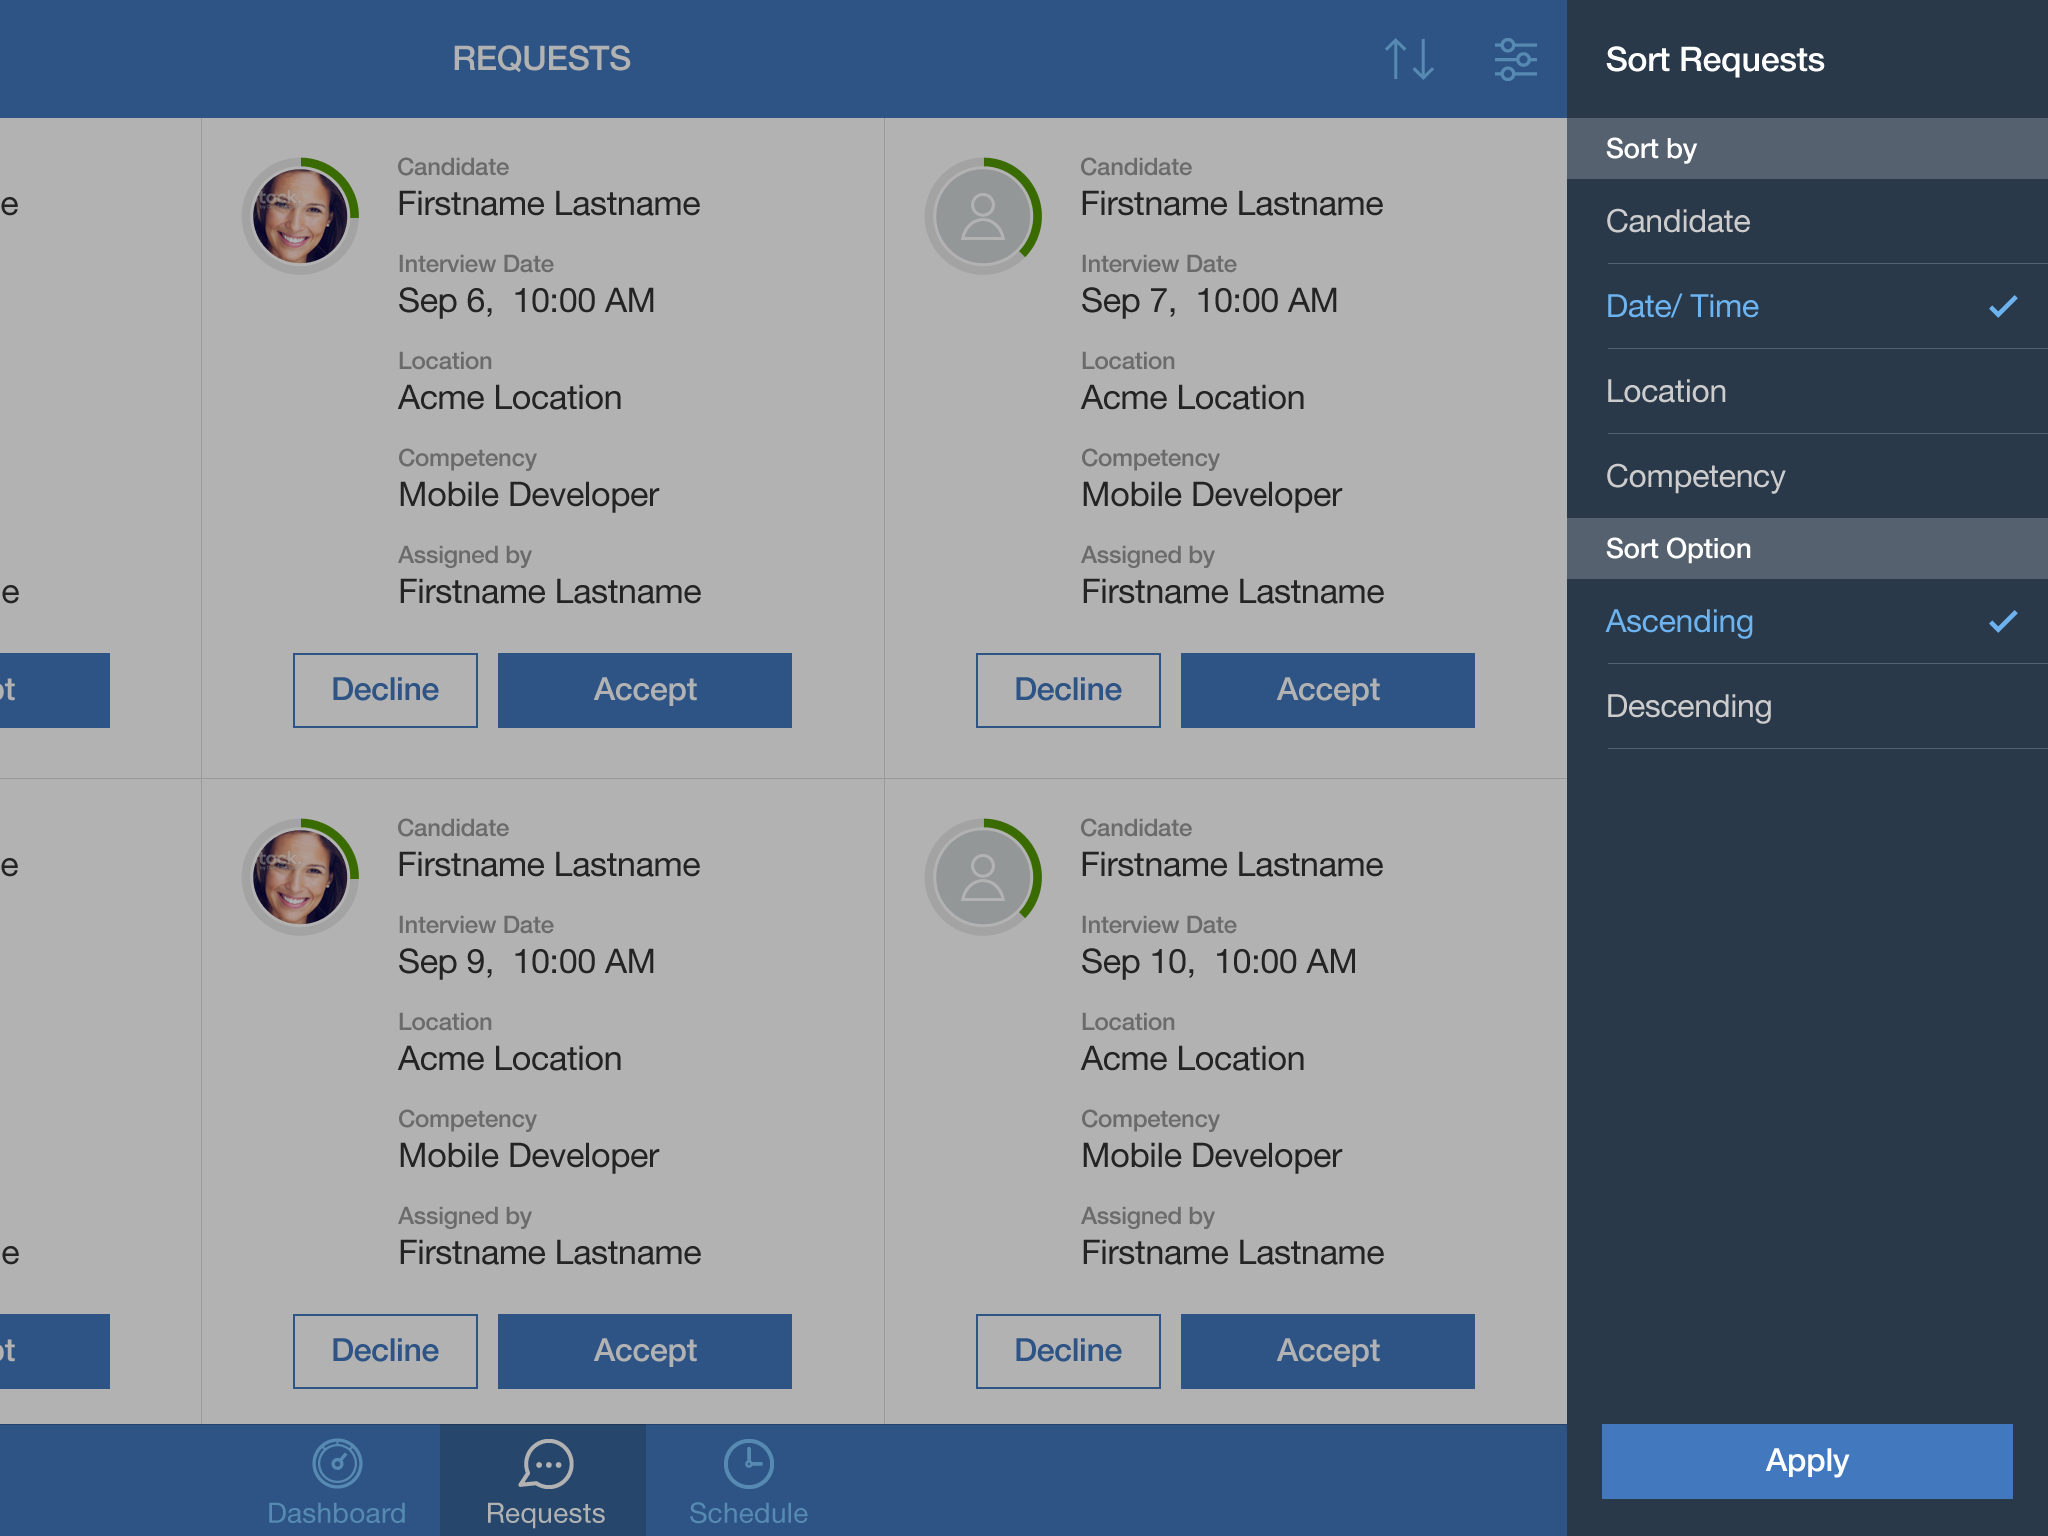 REQUESTS
Sort Requests
Sort by
Candidate
Date/ Time
Location
Competency
Sort Option
Ascending
Descending
Apply
e
e
pt
Candidate
Firstname Lastname
Interview Date
Sep 6, 10:00 AM
Location
Acme Location
Competency
Mobile Developer
Assigned by
Firstname Lastname
Decline
Accept
Candidate
Firstname Lastname
Interview Date
Sep 7, 10:00 AM
Location
Acme Location
Competency
Mobile Developer
Assigned by
Firstname Lastname
Decline
Accept
e
e
pt
Candidate
Firstname Lastname
Interview Date
Sep 9, 10:00 AM
Location
Acme Location
Competency
Mobile Developer
Assigned by
Firstname Lastname
Decline
Accept
Candidate
Firstname Lastname
Interview Date
Sep 10, 10:00 AM
Location
Acme Location
Competency
Mobile Developer
Assigned by
Firstname Lastname
Decline
Accept
Dashboard
Requests
Schedule